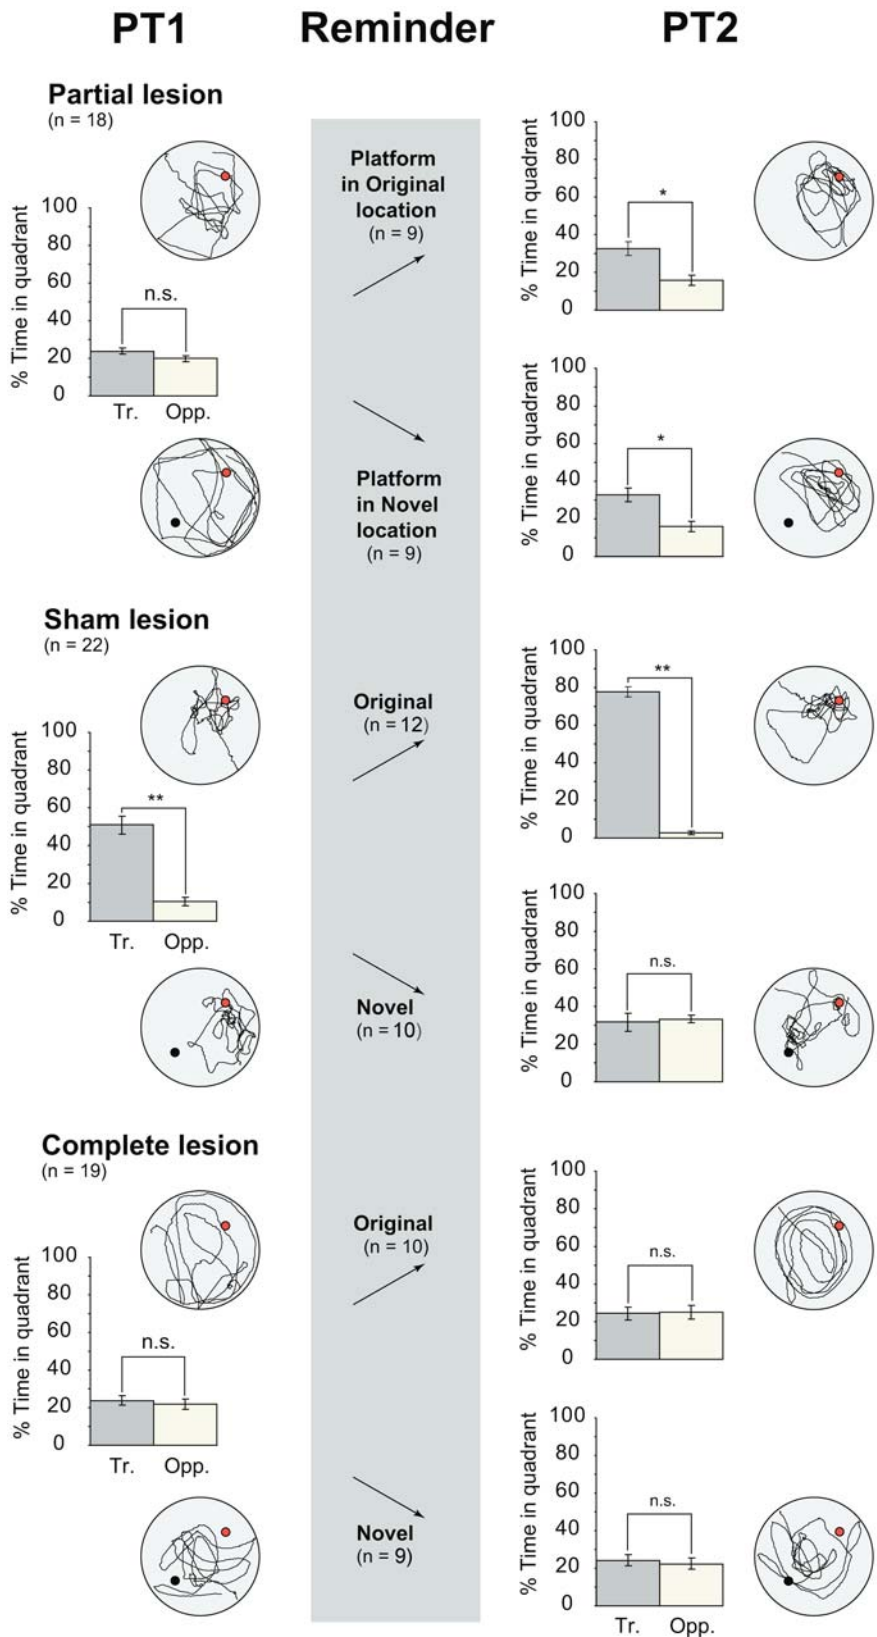 PT1 Reminder PT2
Partial lesion
(n = 18)
% Time in quadrant
100
80
60
40
20
0
n.s.
Tr. Opp.
Platform
in Original
location
(n = 9)
Platform
in Novel
location
(n = 9)
% Time in quadrant
100
80
60
40
20
0
*
% Time in quadrant
100
80
60
40
20
0
*
Sham lesion
(n = 22)
% Time in quadrant
100
80
60
40
20
0
**
Tr. Opp.
Original
(n = 12)
Novel
(n = 10)
% Time in quadrant
100
80
60
40
20
0
**
% Time in quadrant
100
80
60
40
20
0
n.s.
Complete lesion
(n = 19)
% Time in quadrant
100
80
60
40
20
0
n.s.
Tr. Opp.
Original
(n = 10)
Novel
(n = 9)
% Time in quadrant
100
80
60
40
20
0
n.s.
% Time in quadrant
100
80
60
40
20
0
n.s.
Tr. Opp.